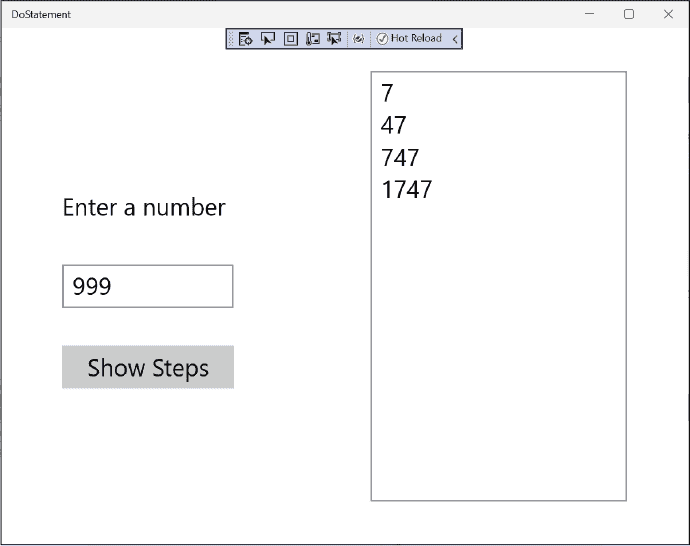 DoStatement
Hot Reload
Enter a number
999
Show Steps
7
47
747
1747